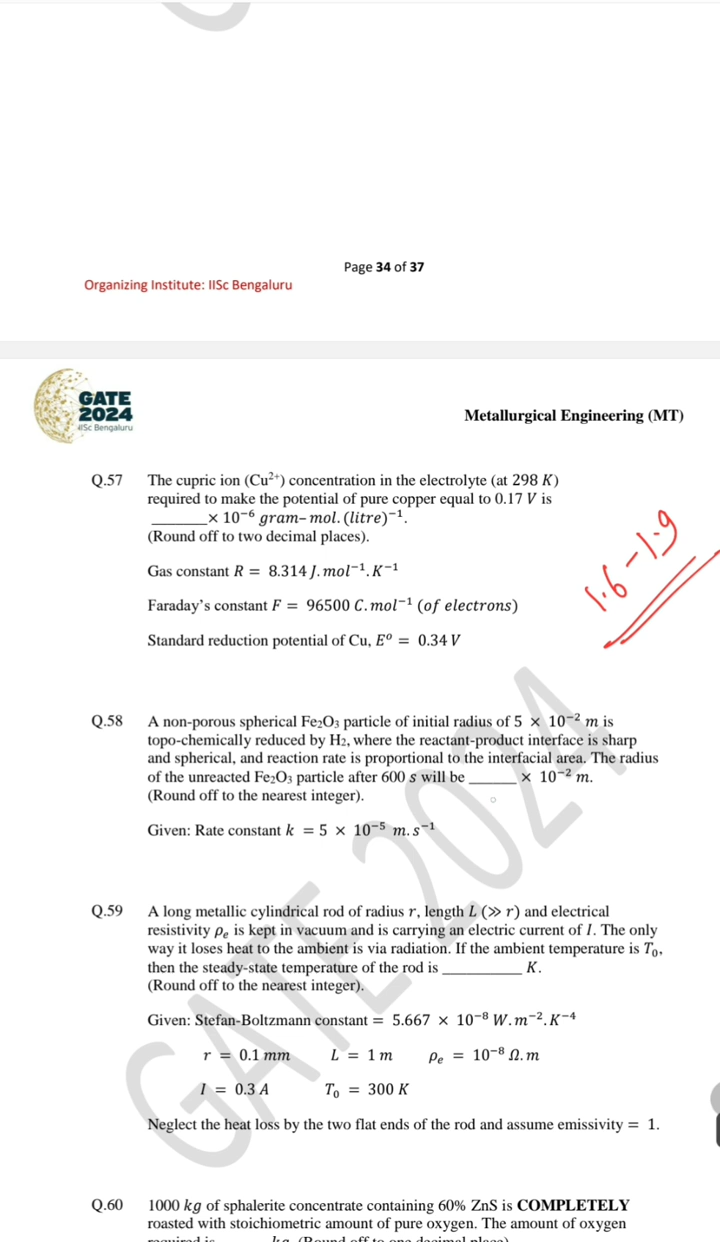 Page 34 of 37
Organizing Institute: IISc Bengaluru
GATE
2024
IISc Bengaluru
Metallurgical Engineering (MT)
Q.57 The cupric ion (Cu²⁺) concentration in the electrolyte (at 298 K)
required to make the potential of pure copper equal to 0.17 V is
_______× 10⁻⁶ gram–mol. (litre)⁻¹.
(Round off to two decimal places).
Gas constant R = 8.314 J. mol⁻¹. K⁻¹
Faraday's constant F = 96500 C. mol⁻¹ (of electrons)
Standard reduction potential of Cu, Eᵒ = 0.34 V
1.6 – 1.9
Q.58 A non-porous spherical Fe₂O₃ particle of initial radius of 5 × 10⁻² m is
topo-chemically reduced by H₂, where the reactant-product interface is sharp
and spherical, and reaction rate is proportional to the interfacial area. The radius
of the unreacted Fe₂O₃ particle after 600 s will be ______ × 10⁻² m.
(Round off to the nearest integer).
Given: Rate constant k = 5 × 10⁻⁵ m. s⁻¹
Q.59 A long metallic cylindrical rod of radius r, length L (≫ r) and electrical
resistivity ρₑ is kept in vacuum and is carrying an electric current of I. The only
way it loses heat to the ambient is via radiation. If the ambient temperature is T₀,
then the steady-state temperature of the rod is __________ K.
(Round off to the nearest integer).
Given: Stefan-Boltzmann constant = 5.667 × 10⁻⁸ W. m⁻². K⁻⁴
r = 0.1 mm L = 1 m ρₑ = 10⁻⁸ Ω. m
I = 0.3 A T₀ = 300 K
Neglect the heat loss by the two flat ends of the rod and assume emissivity = 1.
GATE 2024
Q.60 1000 kg of sphalerite concentrate containing 60% ZnS is COMPLETELY
roasted with stoichiometric amount of pure oxygen. The amount of oxygen